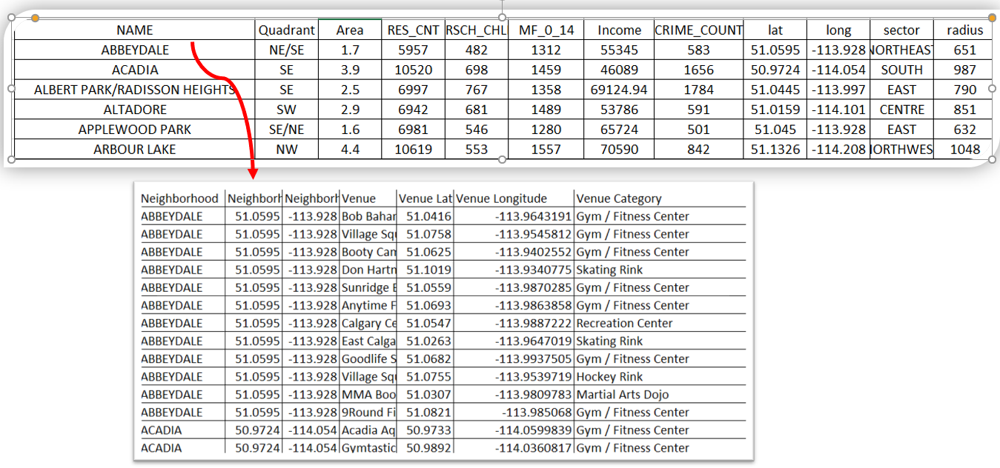 NAME Quadrant Area RES_CNT RSCH_CHL MF_0_14 Income CRIME_COUNT lat long sector radius
ABBEYDALE NE/SE 1.7 5957 482 1312 55345 583 51.0595 -113.928 NORTHEAST 651
ACADIA SE 3.9 10520 698 1459 46089 1656 50.9724 -114.054 SOUTH 987
ALBERT PARK/RADISSON HEIGHTS SE 2.5 6997 767 1358 69124.94 1784 51.0445 -113.997 EAST 790
ALTADORE SW 2.9 6942 681 1489 53786 591 51.0159 -114.101 CENTRE 851
APPLEWOOD PARK SE/NE 1.6 6981 546 1280 65724 501 51.045 -113.928 EAST 632
ARBOUR LAKE NW 4.4 10619 553 1557 70590 842 51.1326 -114.208 ORTHWES 1048
Neighborhood Neighborh Neighborh Venue Venue Lat Venue Longitude Venue Category
ABBEYDALE 51.0595 -113.928 Bob Bahar 51.0416 -113.9643191 Gym / Fitness Center
ABBEYDALE 51.0595 -113.928 Village Squ 51.0758 -113.9545812 Gym / Fitness Center
ABBEYDALE 51.0595 -113.928 Booty Cam 51.0625 -113.9402552 Gym / Fitness Center
ABBEYDALE 51.0595 -113.928 Don Hartm 51.1019 -113.9340775 Skating Rink
ABBEYDALE 51.0595 -113.928 Sunridge 51.0559 -113.9870285 Gym / Fitness Center
ABBEYDALE 51.0595 -113.928 Anytime F 51.0693 -113.9863858 Gym / Fitness Center
ABBEYDALE 51.0595 -113.928 Calgary Ce 51.0547 -113.9887222 Recreation Center
ABBEYDALE 51.0595 -113.928 East Calga 51.0263 -113.9647019 Skating Rink
ABBEYDALE 51.0595 -113.928 Goodlife S 51.0682 -113.9937505 Gym / Fitness Center
ABBEYDALE 51.0595 -113.928 Village Squ 51.0755 -113.9539719 Hockey Rink
ABBEYDALE 51.0595 -113.928 MMA Boo 51.0307 -113.9809783 Martial Arts Dojo
ABBEYDALE 51.0595 -113.928 9Round Fi 51.0821 -113.985068 Gym / Fitness Center
ACADIA 50.9724 -114.054 Acadia Aq 50.9733 -114.0599839 Gym / Fitness Center
ACADIA 50.9724 -114.054 Gymtastic 50.9892 -114.0360817 Gym / Fitness Center